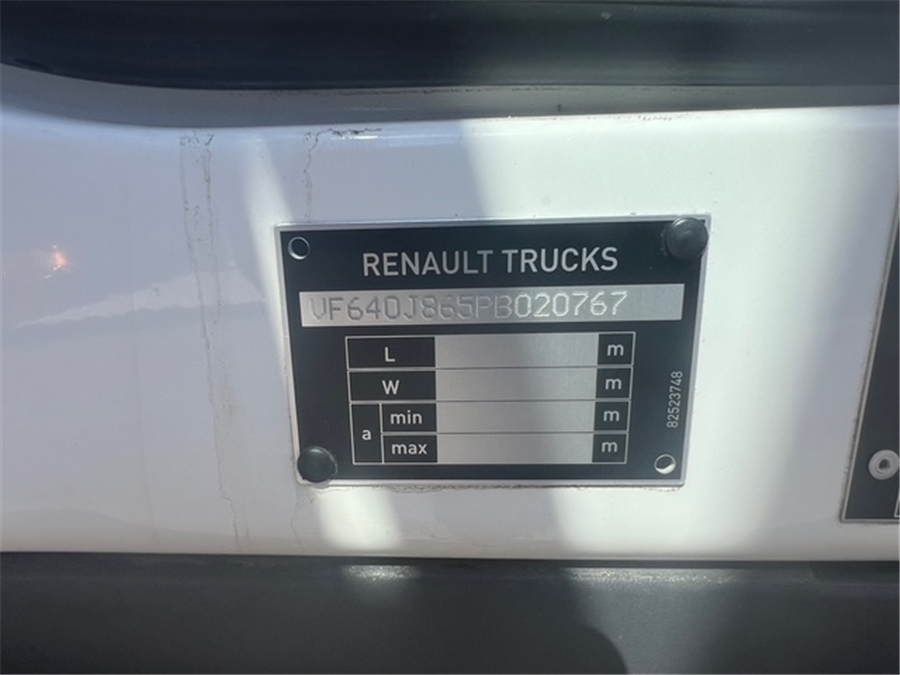 RENAULT TRUCKS
VF640J865PB020767
L m
W m
a min m
max m
82523748